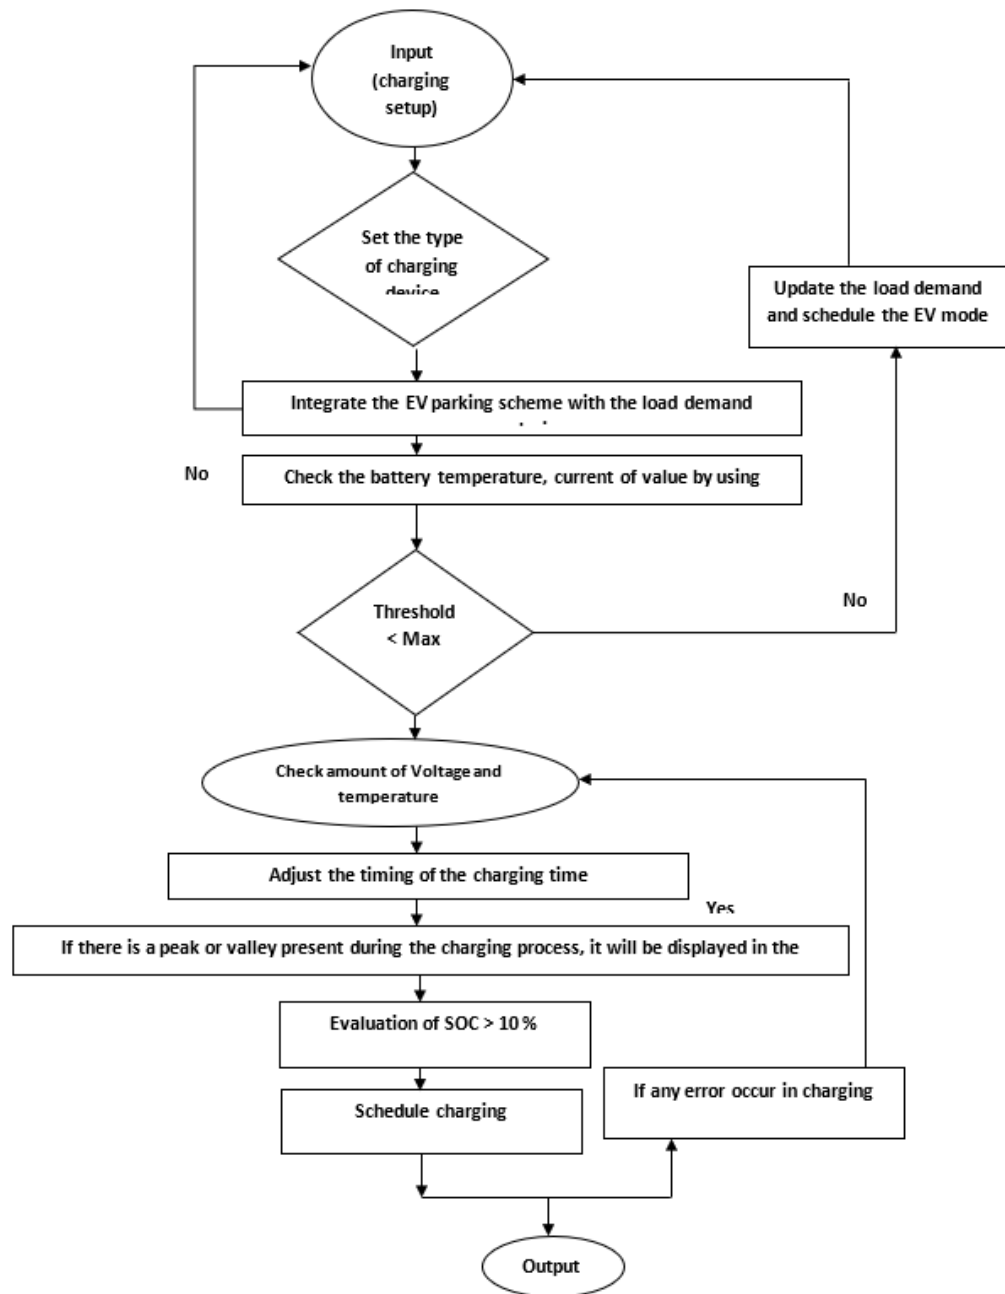 Input
(charging
setup)
Set the type
of charging
device
Update the load demand
and schedule the EV mode
Integrate the EV parking scheme with the load demand
No
Check the battery temperature, current of value by using
Threshold
< Max
No
Check amount of Voltage and
temperature
Adjust the timing of the charging time
Yes
If there is a peak or valley present during the charging process, it will be displayed in the
Evaluation of SOC > 10 %
If any error occur in charging
Schedule charging
Output